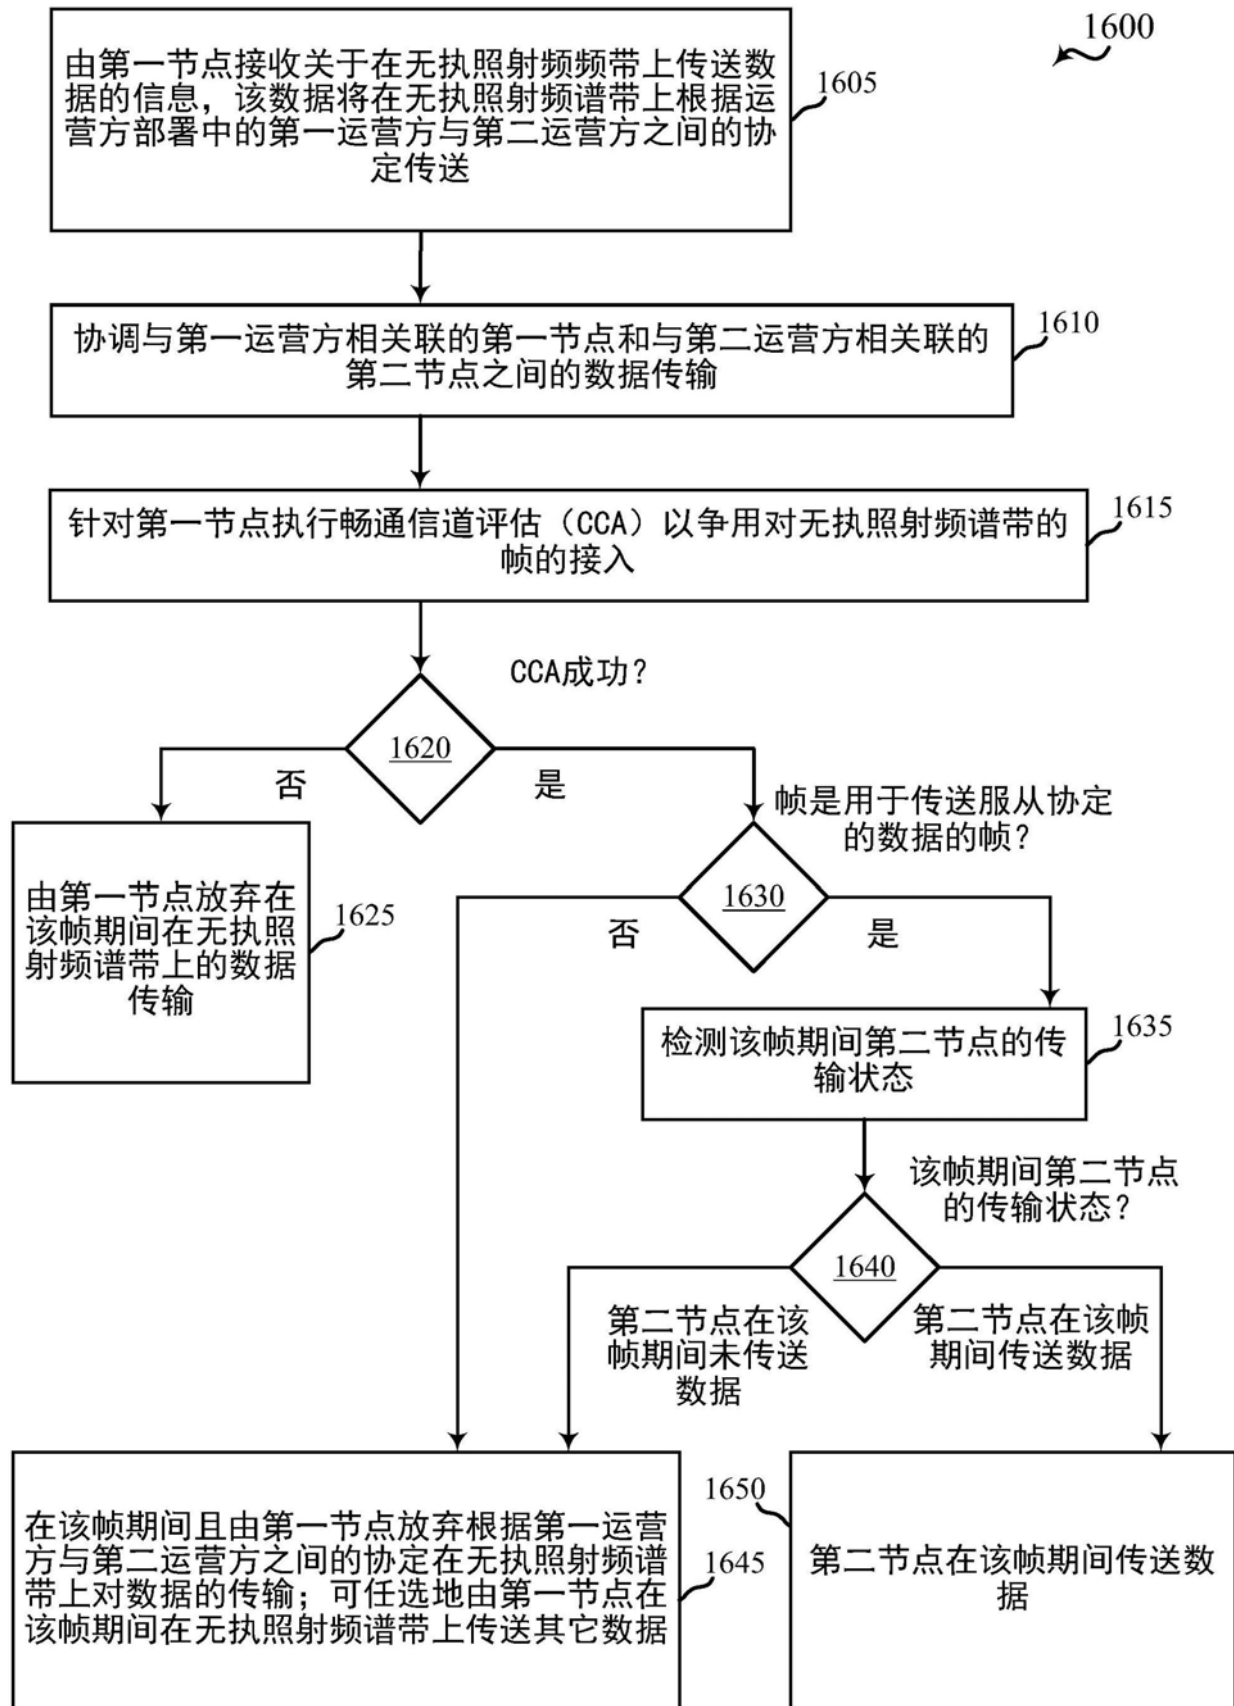 1600
由第一节点接收关于在无执照射频频带上传送数
据的信息，该数据将在无执照射频谱带上根据运
营方部署中的第一运营方与第二运营方之间的协
定传送
1605
协调与第一运营方相关联的第一节点和与第二运营方相关联的
第二节点之间的数据传输
1610
针对第一节点执行畅通信道评估（CCA）以争用对无执照射频谱带的
帧的接入
1615
CCA成功？
1620
否
是
由第一节点放弃在
该帧期间在无执照
射频谱带上的数据
传输
1625
帧是用于传送服从协定
的数据的帧？
1630
否
是
检测该帧期间第二节点的传
输状态
1635
该帧期间第二节点
的传输状态？
1640
第二节点在该
帧期间未传送
数据
第二节点在该帧
期间传送数据
在该帧期间且由第一节点放弃根据第一运营
方与第二运营方之间的协定在无执照射频谱
带上对数据的传输；可任选地由第一节点在
该帧期间在无执照射频谱带上传送其它数据
1645
1650
第二节点在该帧期间传送数
据